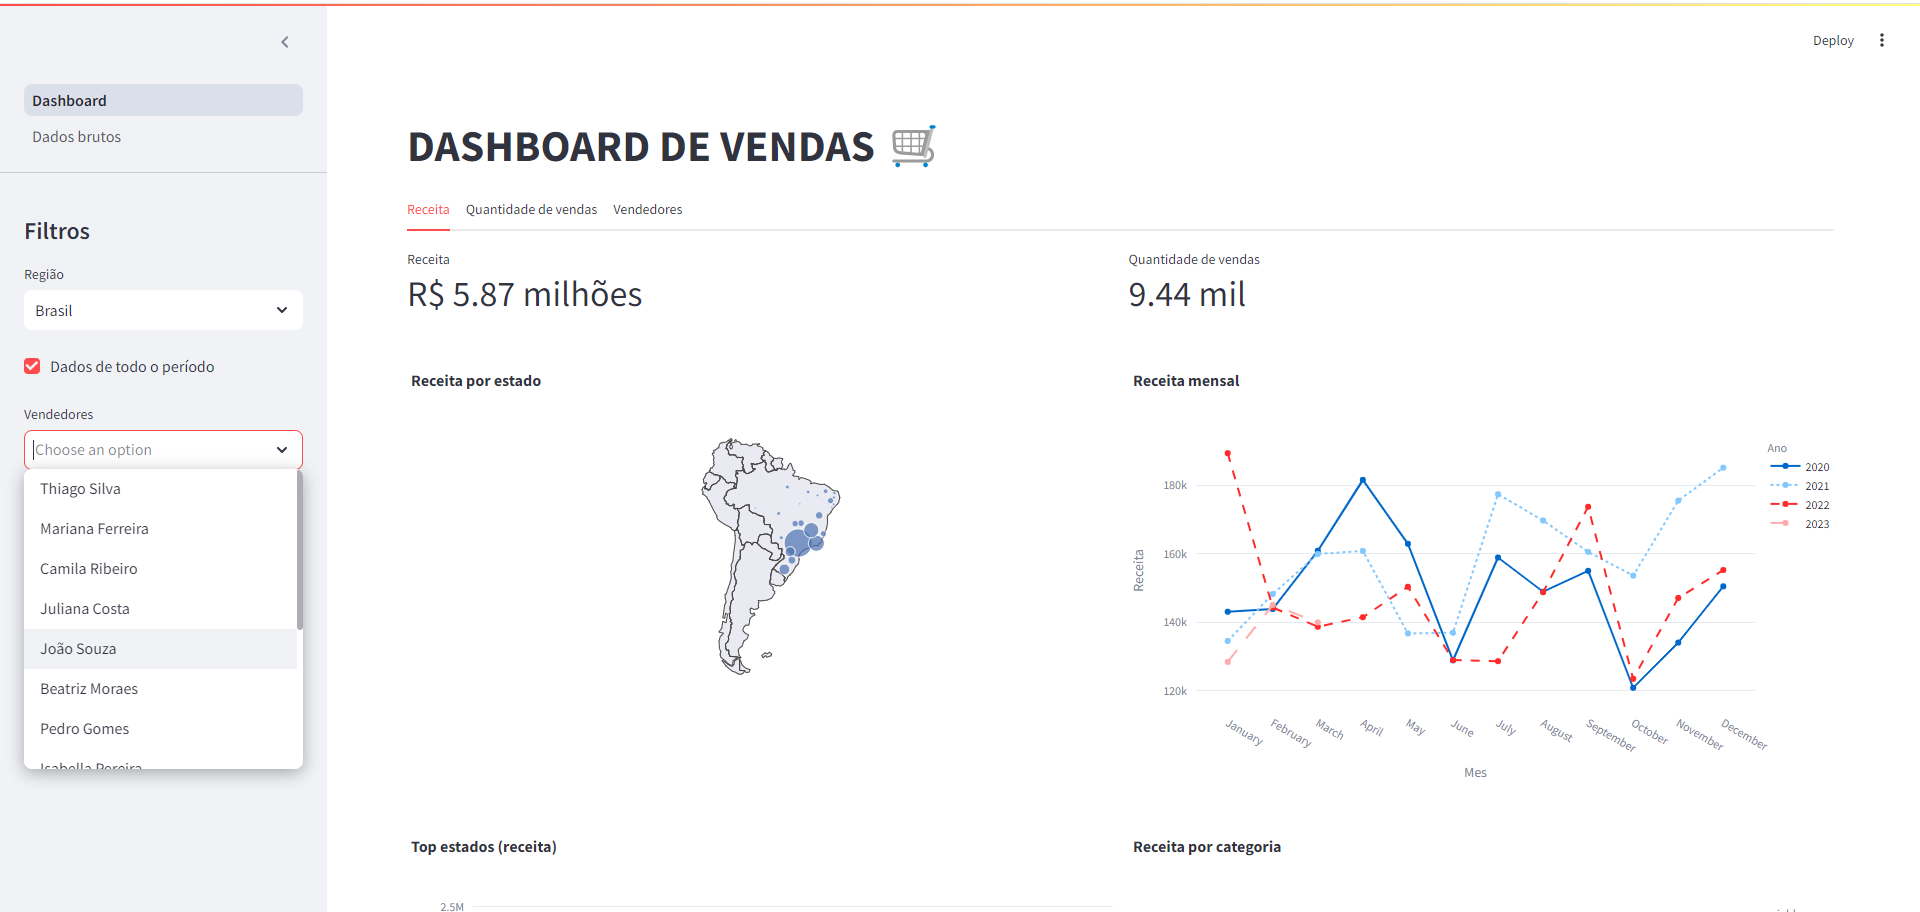 Deploy
Dashboard
Dados brutos
Filtros
Região
Brasil
Dados de todo o período
Vendedores
Choose an option
Thiago Silva
Mariana Ferreira
Camila Ribeiro
Juliana Costa
João Souza
Beatriz Moraes
Pedro Gomes
Isabella Pereira
DASHBOARD DE VENDAS
Receita Quantidade de vendas Vendedores
Receita
R$ 5.87 milhões
Quantidade de vendas
9.44 mil
Receita por estado
Receita mensal
Ano
2020
2021
2022
2023
180k
160k
140k
120k
Receita
January February March April May June July August September October November December
Mes
Top estados (receita)
2.5M
Receita por categoria